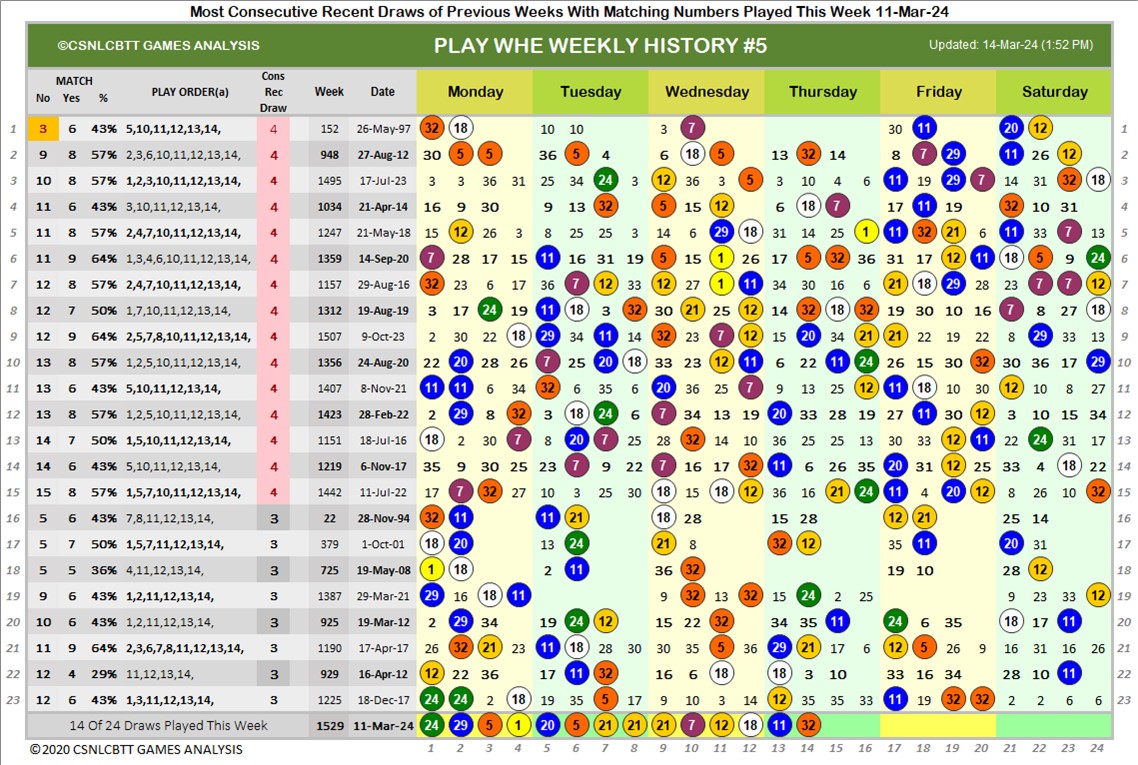 Most Consecutive Recent Draws of Previous Weeks With Matching Numbers Played This Week 11-Mar-24
©CSNLCBTT GAMES ANALYSIS PLAY WHE WEEKLY HISTORY #5 Updated: 14-Mar-24 (1:52 PM)
MATCH Cons
No Yes % PLAY ORDER(a) Rec Draw Week Date Monday Tuesday Wednesday Thursday Friday Saturday
1 3 6 43% 5,10,11,12,13,14, 4 152 26-May-97 32 18 10 10 3 7 30 11 20 12 1
2 9 8 57% 2,3,6,10,11,12,13,14, 4 948 27-Aug-12 30 5 5 36 5 4 6 18 5 13 32 14 8 7 29 11 26 12 2
3 10 8 57% 1,2,3,10,11,12,13,14, 4 1495 17-Jul-23 3 3 36 31 25 34 24 3 12 36 3 5 3 10 4 6 11 19 29 7 14 31 32 18 3
4 11 6 43% 3,10,11,12,13,14, 4 1034 21-Apr-14 16 9 30 9 13 32 5 15 12 6 18 7 17 11 19 32 10 31 4
5 11 8 57% 2,4,7,10,11,12,13,14, 4 1247 21-May-18 15 12 26 3 8 25 25 3 14 6 29 18 31 14 25 1 11 32 21 6 11 33 7 13 5
6 11 9 64% 1,3,4,6,10,11,12,13,14, 4 1359 14-Sep-20 7 28 17 15 11 16 31 19 5 15 1 26 17 5 32 36 31 17 12 11 18 5 9 24 6
7 12 8 57% 2,4,7,10,11,12,13,14, 4 1157 29-Aug-16 32 23 6 17 36 7 12 33 12 27 1 11 34 30 16 6 21 18 29 28 23 7 7 12 7
8 12 7 50% 1,7,10,11,12,13,14, 4 1312 19-Aug-19 3 17 24 19 11 18 3 32 30 21 25 12 14 32 18 32 19 30 10 16 7 8 27 18 8
9 12 9 64% 2,5,7,8,10,11,12,13,14, 4 1507 9-Oct-23 2 30 22 18 29 34 11 14 32 23 7 12 15 20 34 21 21 22 19 22 8 29 33 13 9
10 13 8 57% 1,2,5,10,11,12,13,14, 4 1356 24-Aug-20 22 20 28 26 7 25 20 18 33 23 12 11 6 22 11 24 26 15 30 32 30 36 17 29 10
11 13 6 43% 5,10,11,12,13,14, 4 1407 8-Nov-21 11 11 6 34 32 6 35 6 20 36 25 7 9 13 25 12 11 18 10 30 12 10 8 27 11
12 13 8 57% 1,2,5,10,11,12,13,14, 4 1423 28-Feb-22 2 29 8 32 3 18 24 6 7 34 13 19 20 33 28 19 27 11 30 12 3 10 15 34 12
13 14 7 50% 1,5,10,11,12,13,14, 4 1151 18-Jul-16 18 2 30 7 8 20 7 25 28 32 14 10 36 25 25 13 30 33 12 11 22 24 31 17 13
14 14 6 43% 5,10,11,12,13,14, 4 1219 6-Nov-17 35 9 30 25 23 7 9 22 7 16 17 32 11 6 26 35 20 31 12 25 33 4 18 22 14
15 15 8 57% 1,5,7,10,11,12,13,14, 4 1442 11-Jul-22 17 7 32 27 10 3 25 30 18 15 18 12 36 16 21 24 11 4 20 12 8 26 10 32 15
16 5 6 43% 7,8,11,12,13,14, 3 22 28-Nov-94 32 11 11 21 18 28 15 28 12 21 25 14 16
17 5 7 50% 1,5,7,11,12,13,14, 3 379 1-Oct-01 18 20 13 24 21 8 32 12 35 11 20 31 17
18 5 5 36% 4,11,12,13,14, 3 725 19-May-08 1 18 2 11 36 32 18 10 28 12 18
19 9 6 43% 1,2,11,12,13,14, 3 1387 29-Mar-21 29 16 18 11 9 32 13 32 15 24 2 25 9 23 33 12 19
20 10 6 43% 1,2,11,12,13,14, 3 925 19-Mar-12 2 29 34 19 24 12 15 22 32 34 35 11 24 6 35 18 17 11 20
21 11 9 64% 2,3,6,7,8,11,12,13,14, 3 1190 17-Apr-17 26 32 21 23 11 18 28 30 30 35 5 36 29 21 17 6 12 5 26 9 16 31 16 26 21
22 12 4 29% 11,12,13,14, 3 929 16-Apr-12 12 22 36 17 11 32 16 6 18 18 3 10 33 16 34 28 25 11 22
23 12 6 43% 1,3,11,12,13,14, 3 1225 18-Dec-17 24 24 2 18 19 35 5 17 9 10 3 14 12 35 35 33 11 19 32 32 2 2 6 6 23
14 Of 24 Draws Played This Week 1529 11-Mar-24 24 29 5 1 20 5 21 21 21 7 12 18 11 32
©2020 CSNLCBTT GAMES ANALYSIS 1 2 3 4 5 6 7 8 9 10 11 12 13 14 15 16 17 18 19 20 21 22 23 24